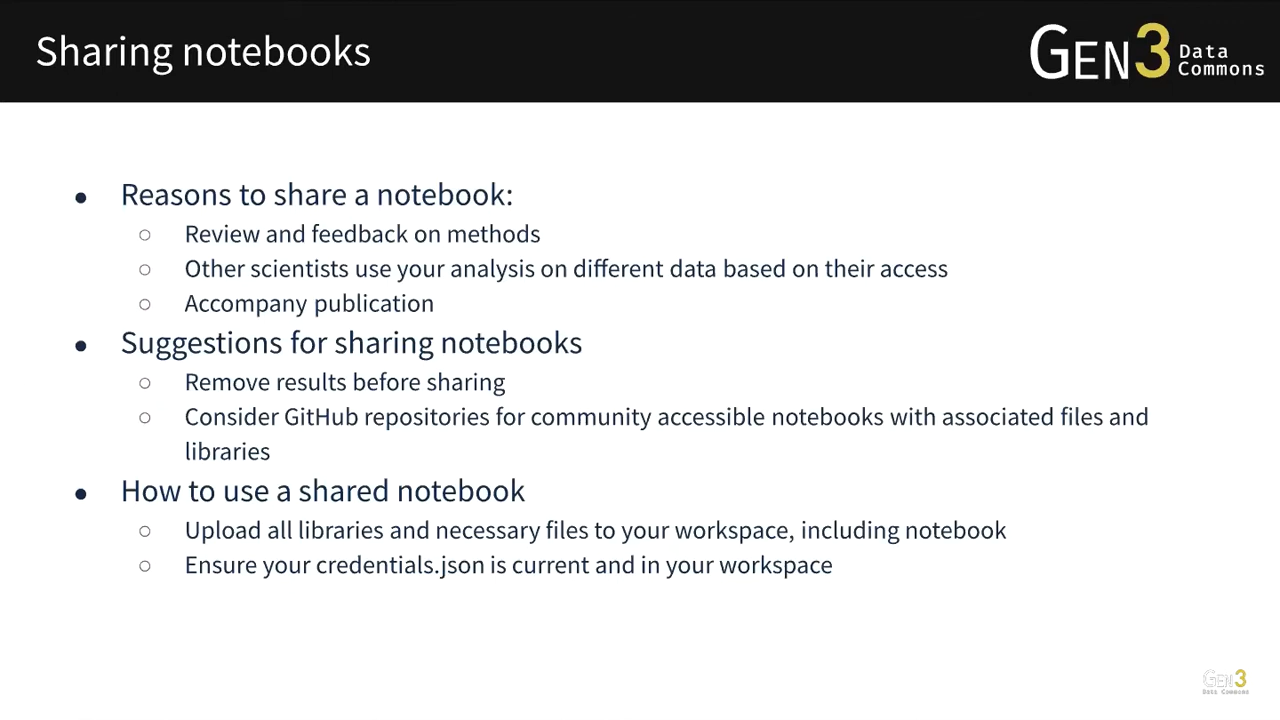 Sharing notebooks
GEN3 Data Commons
● Reasons to share a notebook:
○ Review and feedback on methods
○ Other scientists use your analysis on different data based on their access
○ Accompany publication
● Suggestions for sharing notebooks
○ Remove results before sharing
○ Consider GitHub repositories for community accessible notebooks with associated files and
libraries
● How to use a shared notebook
○ Upload all libraries and necessary files to your workspace, including notebook
○ Ensure your credentials.json is current and in your workspace
GEN3
Data Commons